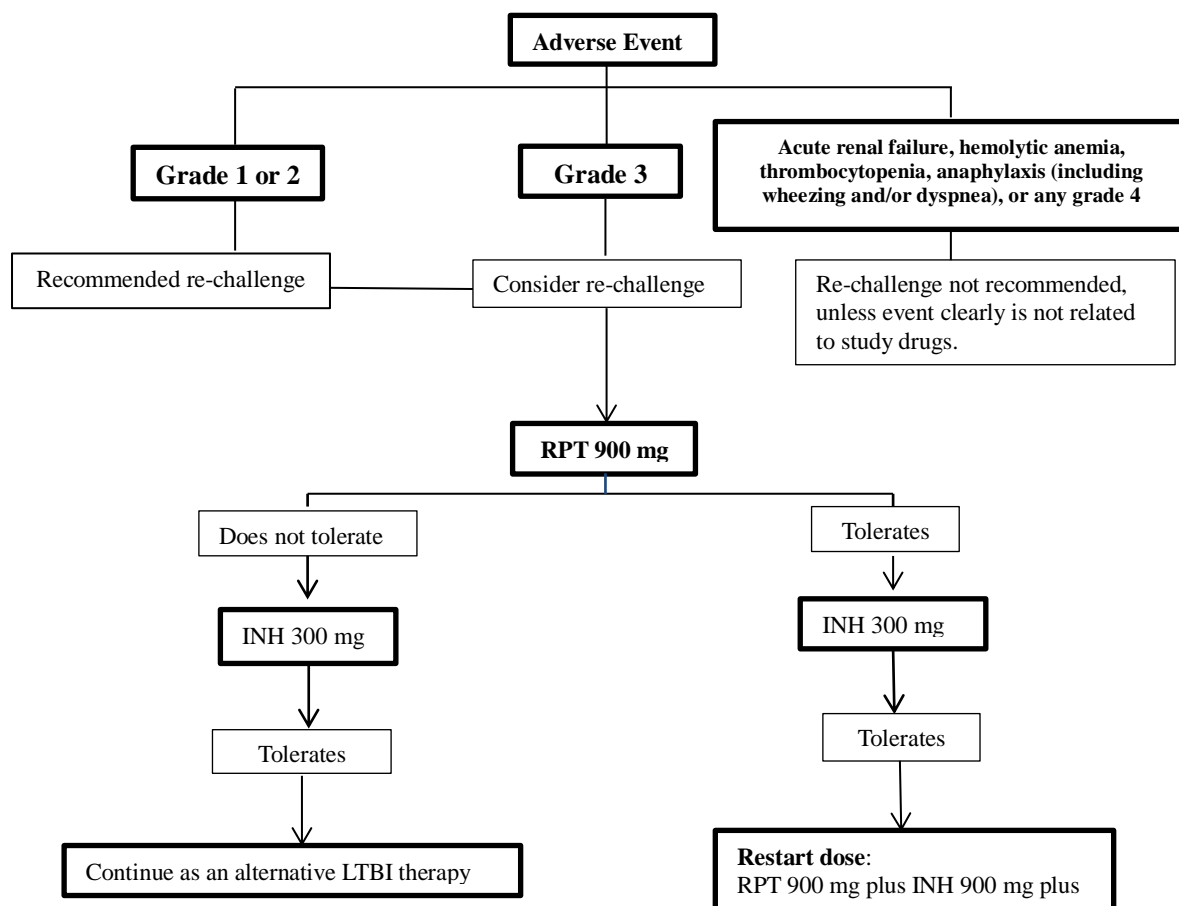 Adverse Event
Grade 1 or 2
Grade 3
Acute renal failure, hemolytic anemia,
thrombocytopenia, anaphylaxis (including
wheezing and/or dyspnea), or any grade 4
Recommended re-challenge
Consider re-challenge
Re-challenge not recommended,
unless event clearly is not related
to study drugs.
RPT 900 mg
Does not tolerate
Tolerates
INH 300 mg
INH 300 mg
Tolerates
Tolerates
Continue as an alternative LTBI therapy
Restart dose:
RPT 900 mg plus INH 900 mg plus